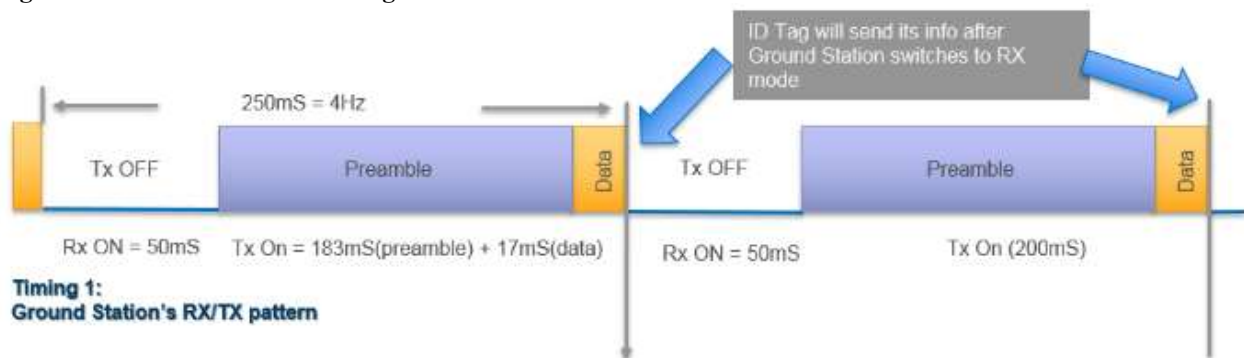 ID Tag will send its info after
Ground Station switches to RX
mode
250mS = 4Hz
Tx OFF
Preamble
Data
Tx OFF
Preamble
Data
Rx ON = 50mS
Tx On = 183mS(preamble) + 17mS(data)
Rx ON = 50mS
Tx On (200mS)
Timing 1:
Ground Station's RX/TX pattern